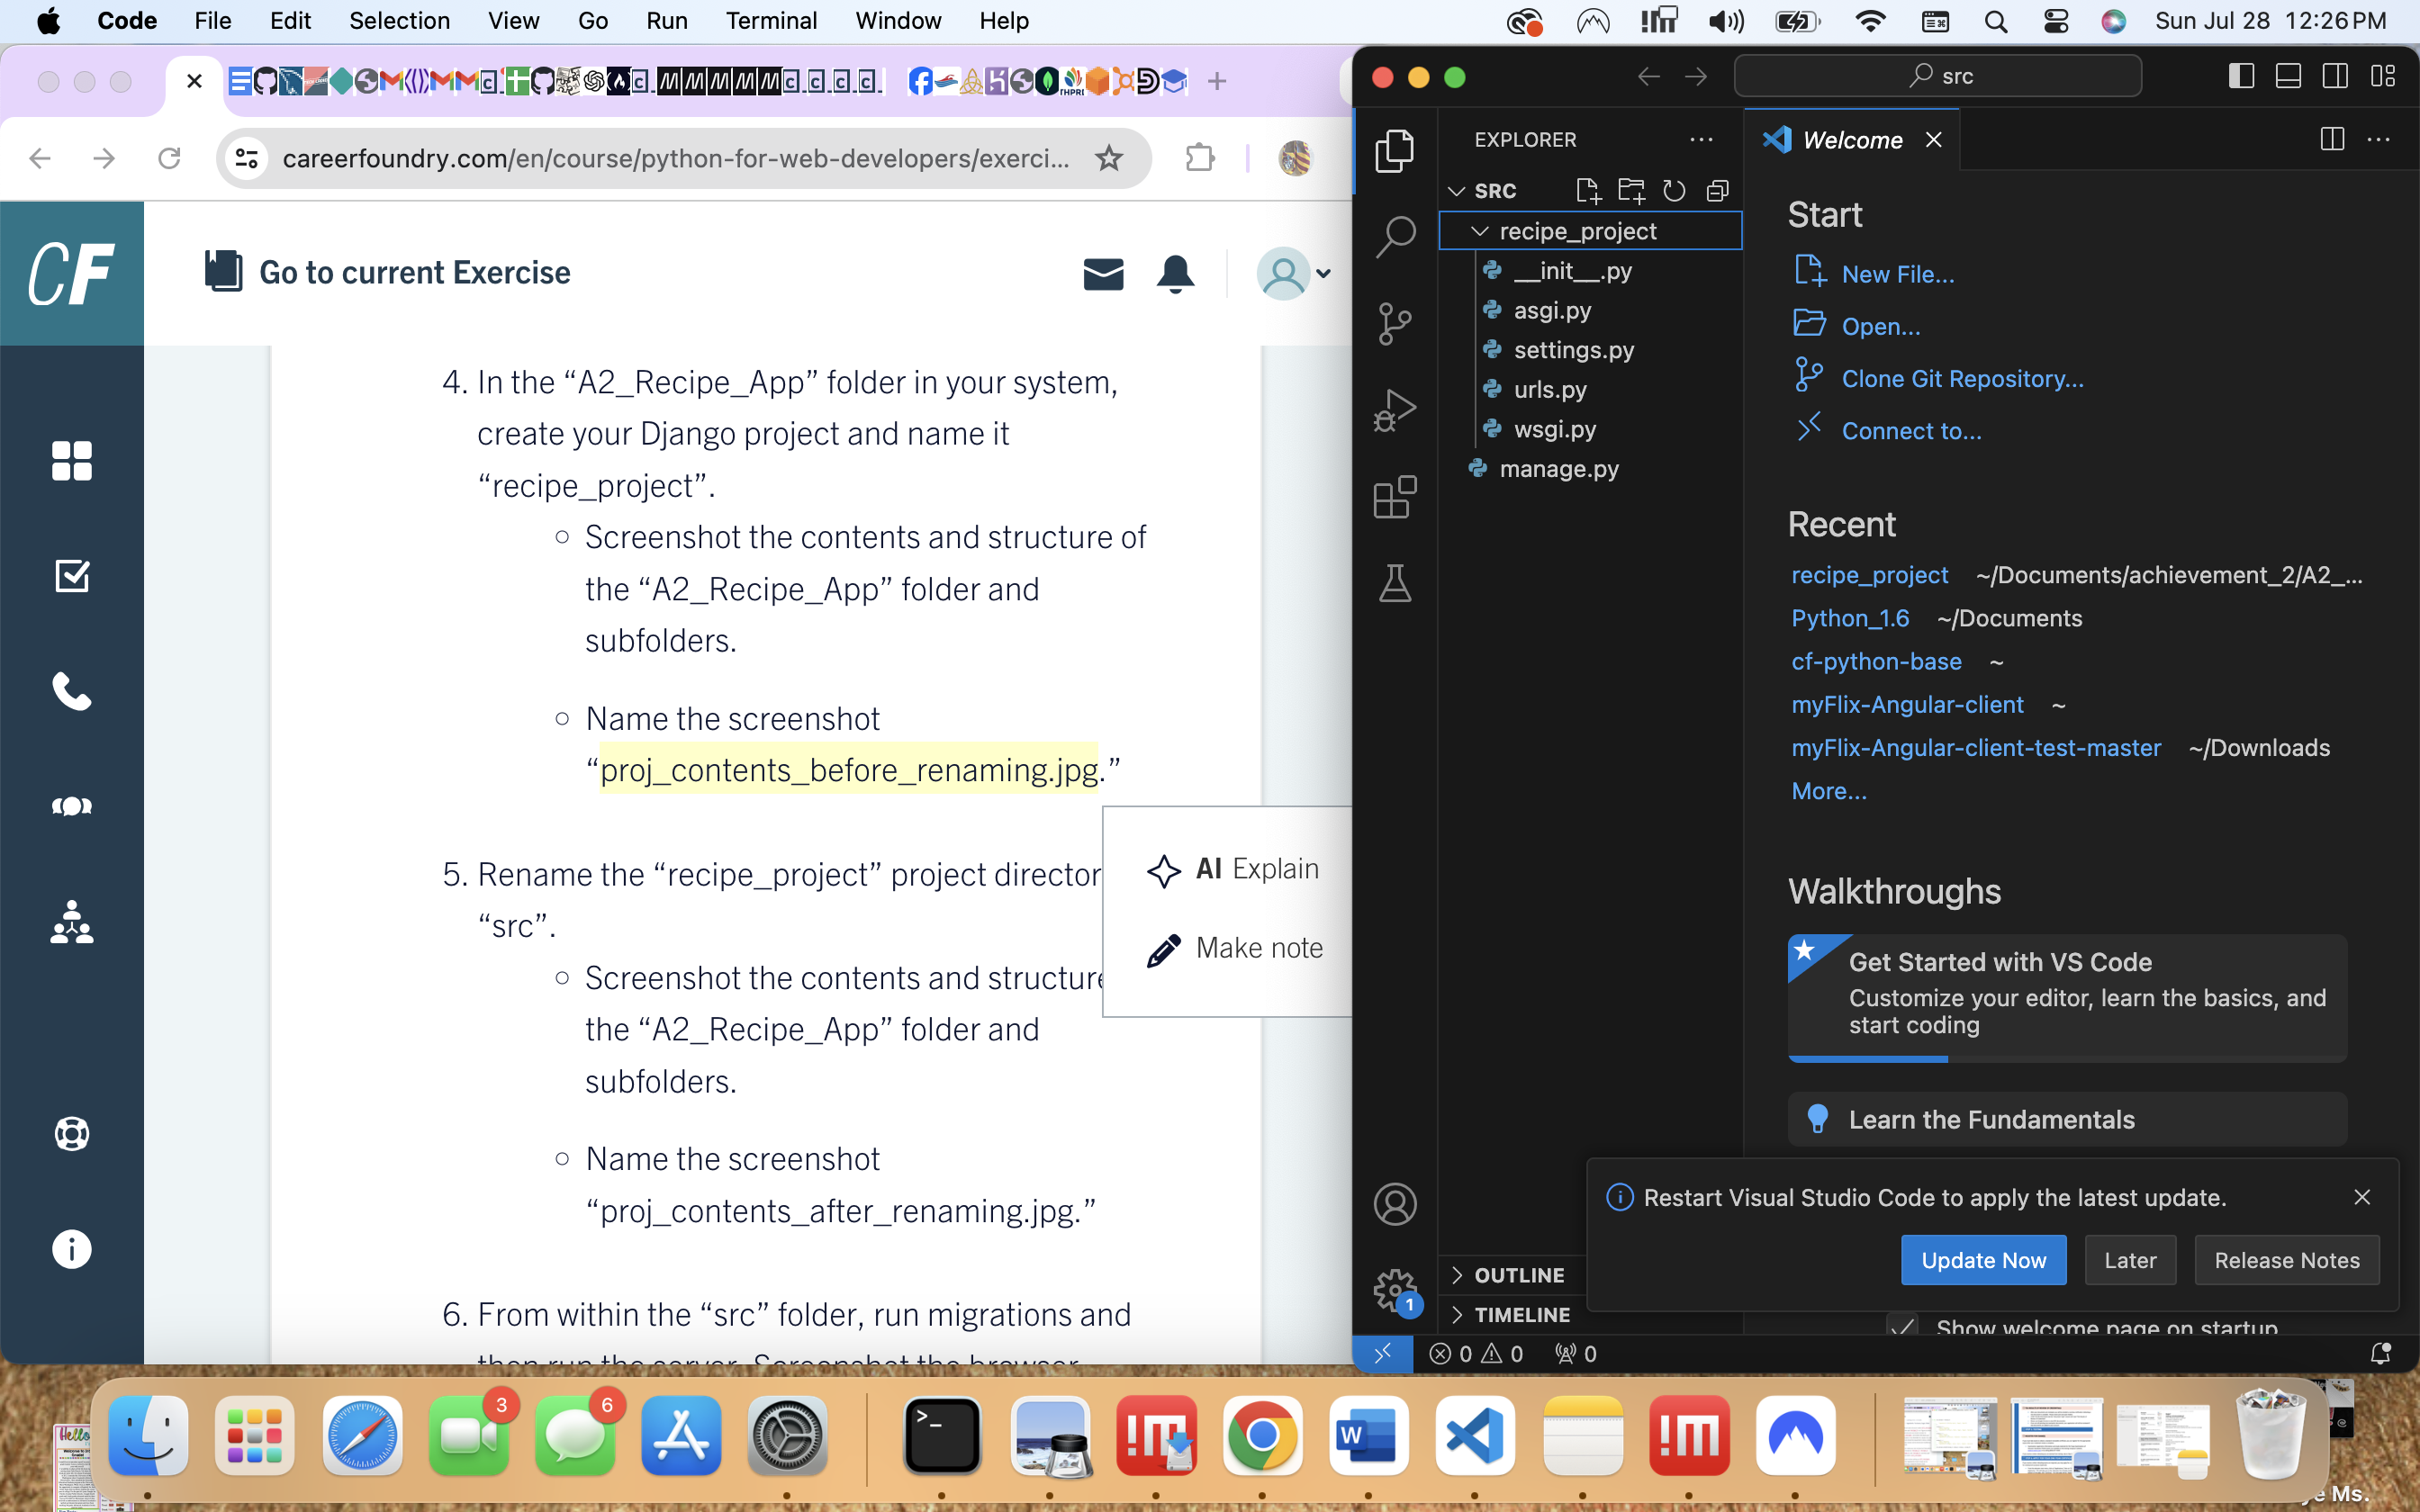 Code File Edit Selection View Go Run Terminal Window Help Sun Jul 28 12:26 PM
careerfoundry.com/en/course/python-for-web-developers/exerci...
CF
Go to current Exercise
4. In the “A2_Recipe_App” folder in your system,
create your Django project and name it
“recipe_project”.
Screenshot the contents and structure of
the “A2_Recipe_App” folder and
subfolders.
Name the screenshot
“proj_contents_before_renaming.jpg.”
5. Rename the “recipe_project” project director
“src”.
Screenshot the contents and structure
the “A2_Recipe_App” folder and
subfolders.
Name the screenshot
“proj_contents_after_renaming.jpg.”
6. From within the “src” folder, run migrations and
then run the server. Screenshot the browser
AI Explain
Make note
src
EXPLORER
SRC
recipe_project
__init__.py
asgi.py
settings.py
urls.py
wsgi.py
manage.py
OUTLINE
TIMELINE
1
0 0 0
Welcome
Start
New File...
Open...
Clone Git Repository...
Connect to...
Recent
recipe_project ~/Documents/achievement_2/A2_...
Python_1.6 ~/Documents
cf-python-base ~
myFlix-Angular-client ~
myFlix-Angular-client-test-master ~/Downloads
More...
Walkthroughs
Get Started with VS Code
Customize your editor, learn the basics, and
start coding
Learn the Fundamentals
Restart Visual Studio Code to apply the latest update.
Update Now Later Release Notes
Show welcome page on startup
3 6
Hello
Ms.